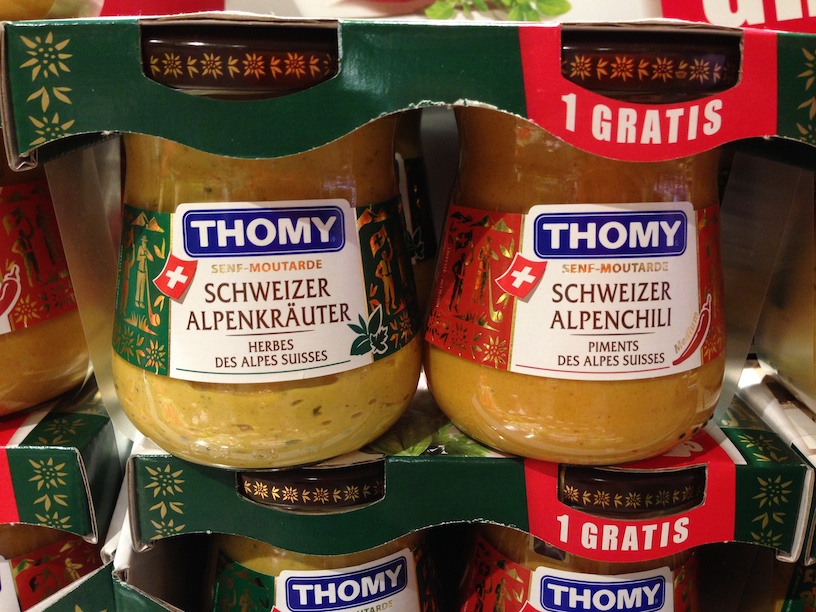 1 GRATIS
THOMY
SENF-MOUTARDE
SCHWEIZER
ALPENKRÄUTER
HERBES
DES ALPES SUISSES
THOMY
SENF-MOUTARDE
SCHWEIZER
ALPENCHILI
PIMENTS
DES ALPES SUISSES
Medium
1 GRATIS
THOMY
THOMY